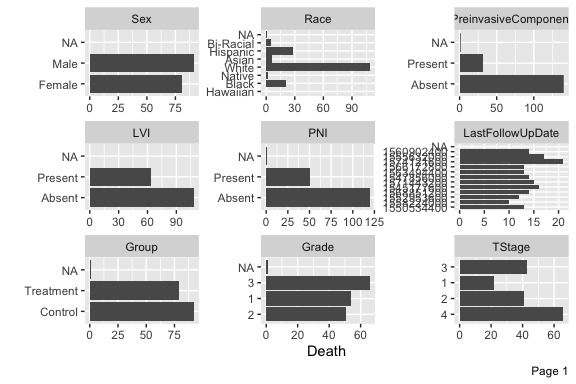 Sex
NA
Male
Female
0 25 50 75
Race
NA
Bi-Racial
Hispanic
Asian
White
Native
Black
Hawaiian
0 30 60 90
PreinvasiveComponen
NA
Present
Absent
0 50 100
LVI
NA
Present
Absent
0 30 60 90
PNI
NA
Present
Absent
0 25 50 75 100 125
LastFollowUpDate
NA
1560902400
1550534400
0 5 10 15 20
Group
NA
Treatment
Control
0 25 50 75
Grade
NA
3
1
2
0 20 40 60
TStage
3
1
2
4
0 20 40 60
Death
Page 1